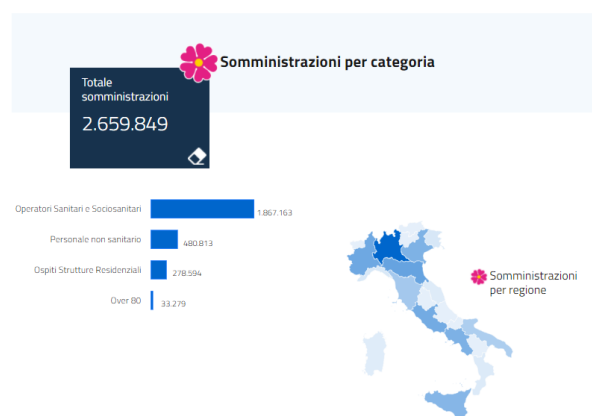 Somministrazioni per categoria
Totale
somministrazioni
2.659.849
Operatori Sanitari e Sociosanitari
1.867.163
Personale non sanitario
480.813
Ospiti Strutture Residenziali
278.594
Over 80
33.279
Somministrazioni
per regione